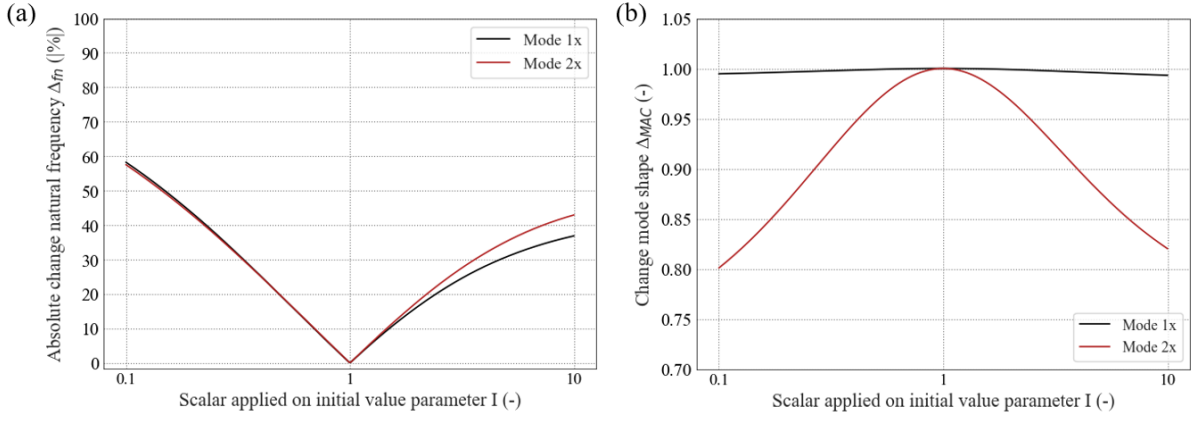 (a)
Absolute change natural frequency Δfn (|%|)
100
90
80
70
60
50
40
30
20
10
0
0.1
1
10
Scalar applied on initial value parameter I (-)
Mode 1x
Mode 2x
(b)
Change mode shape ΔMAC (-)
1.05
1.00
0.95
0.90
0.85
0.80
0.75
0.70
0.1
1
10
Scalar applied on initial value parameter I (-)
Mode 1x
Mode 2x